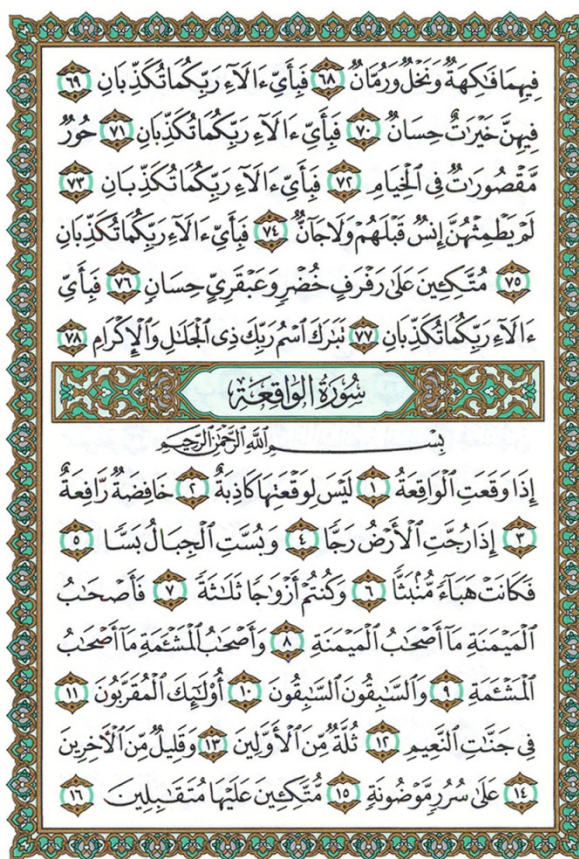 فِيهِمَا فَٰكِهَةٌ وَنَخْلٌ وَرُمَّانٌ ٦٨ فَبِأَيِّ ءَالَآءِ رَبِّكُمَا تُكَذِّبَانِ ٦٩
فِيهِنَّ خَيْرَٰتٌ حِسَانٌ ٧٠ فَبِأَيِّ ءَالَآءِ رَبِّكُمَا تُكَذِّبَانِ ٧١ حُورٌ
مَّقْصُورَٰتٌ فِى ٱلْخِيَامِ ٧٢ فَبِأَيِّ ءَالَآءِ رَبِّكُمَا تُكَذِّبَانِ ٧٣
لَمْ يَطْمِثْهُنَّ إِنسٌ قَبْلَهُمْ وَلَا جَآنٌّ ٧٤ فَبِأَيِّ ءَالَآءِ رَبِّكُمَا تُكَذِّبَانِ
٧٥ مُتَّكِـِٔينَ عَلَىٰ رَفْرَفٍ خُضْرٍ وَعَبْقَرِىٍّ حِسَانٍ ٧٦ فَبِأَيِّ
ءَالَآءِ رَبِّكُمَا تُكَذِّبَانِ ٧٧ تَبَٰرَكَ ٱسْمُ رَبِّكَ ذِى ٱلْجَلَٰلِ وَٱلْإِكْرَامِ ٧٨
سُورَةُ الوَاقِعَة
بِسْمِ ٱللَّهِ ٱلرَّحْمَٰنِ ٱلرَّحِيمِ
إِذَا وَقَعَتِ ٱلْوَاقِعَةُ ١ لَيْسَ لِوَقْعَتِهَا كَاذِبَةٌ ٢ خَافِضَةٌ رَّافِعَةٌ
٣ إِذَا رُجَّتِ ٱلْأَرْضُ رَجًّا ٤ وَبُسَّتِ ٱلْجِبَالُ بَسًّا ٥
فَكَانَتْ هَبَآءً مُّنۢبَثًّا ٦ وَكُنتُمْ أَزْوَٰجًا ثَلَٰثَةً ٧ فَأَصْحَٰبُ
ٱلْمَيْمَنَةِ مَآ أَصْحَٰبُ ٱلْمَيْمَنَةِ ٨ وَأَصْحَٰبُ ٱلْمَشْـَٔمَةِ مَآ أَصْحَٰبُ
ٱلْمَشْـَٔمَةِ ٩ وَٱلسَّٰبِقُونَ ٱلسَّٰبِقُونَ ١٠ أُو۟لَٰٓئِكَ ٱلْمُقَرَّبُونَ ١١
فِى جَنَّٰتِ ٱلنَّعِيمِ ١٢ ثُلَّةٌ مِّنَ ٱلْأَوَّلِينَ ١٣ وَقَلِيلٌ مِّنَ ٱلْءَاخِرِينَ
١٤ عَلَىٰ سُرُرٍ مَّوْضُونَةٍ ١٥ مُّتَّكِـِٔينَ عَلَيْهَا مُتَقَٰبِلِينَ ١٦